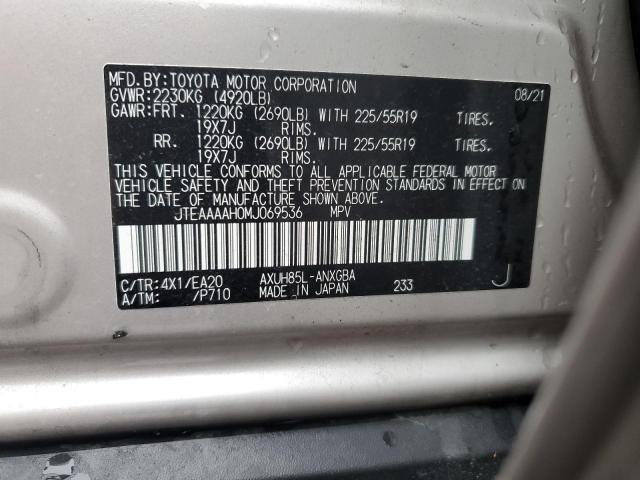 MFD. BY: TOYOTA MOTOR CORPORATION 08/21
GVWR: 2230KG (4920LB)
GAWR: FRT. 1220KG (2690LB) WITH 225/55R19 TIRES.
19X7J RIMS.
RR. 1220KG (2690LB) WITH 225/55R19 TIRES.
19X7J RIMS.
THIS VEHICLE CONFORMS TO ALL APPLICABLE FEDERAL MOTOR
VEHICLE SAFETY AND THEFT PREVENTION STANDARDS IN EFFECT ON
THE DATE OF MANUFACTURE SHOWN ABOVE.
JTEAAAAH0MJ069536 MPV
C/TR: 4X1/EA20 AXUH85L-ANXGBA
A/TM: /P710 MADE IN JAPAN 233 J